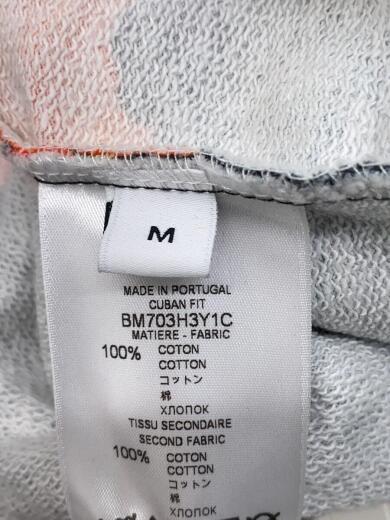 M
MADE IN PORTUGAL
CUBAN FIT
BM703H3Y1C
MATIERE - FABRIC
100% COTON
COTTON
コットン
棉
ХЛОПОК
TISSU SECONDAIRE
SECOND FABRIC
100% COTON
COTTON
コットン
棉
ХЛОПОК